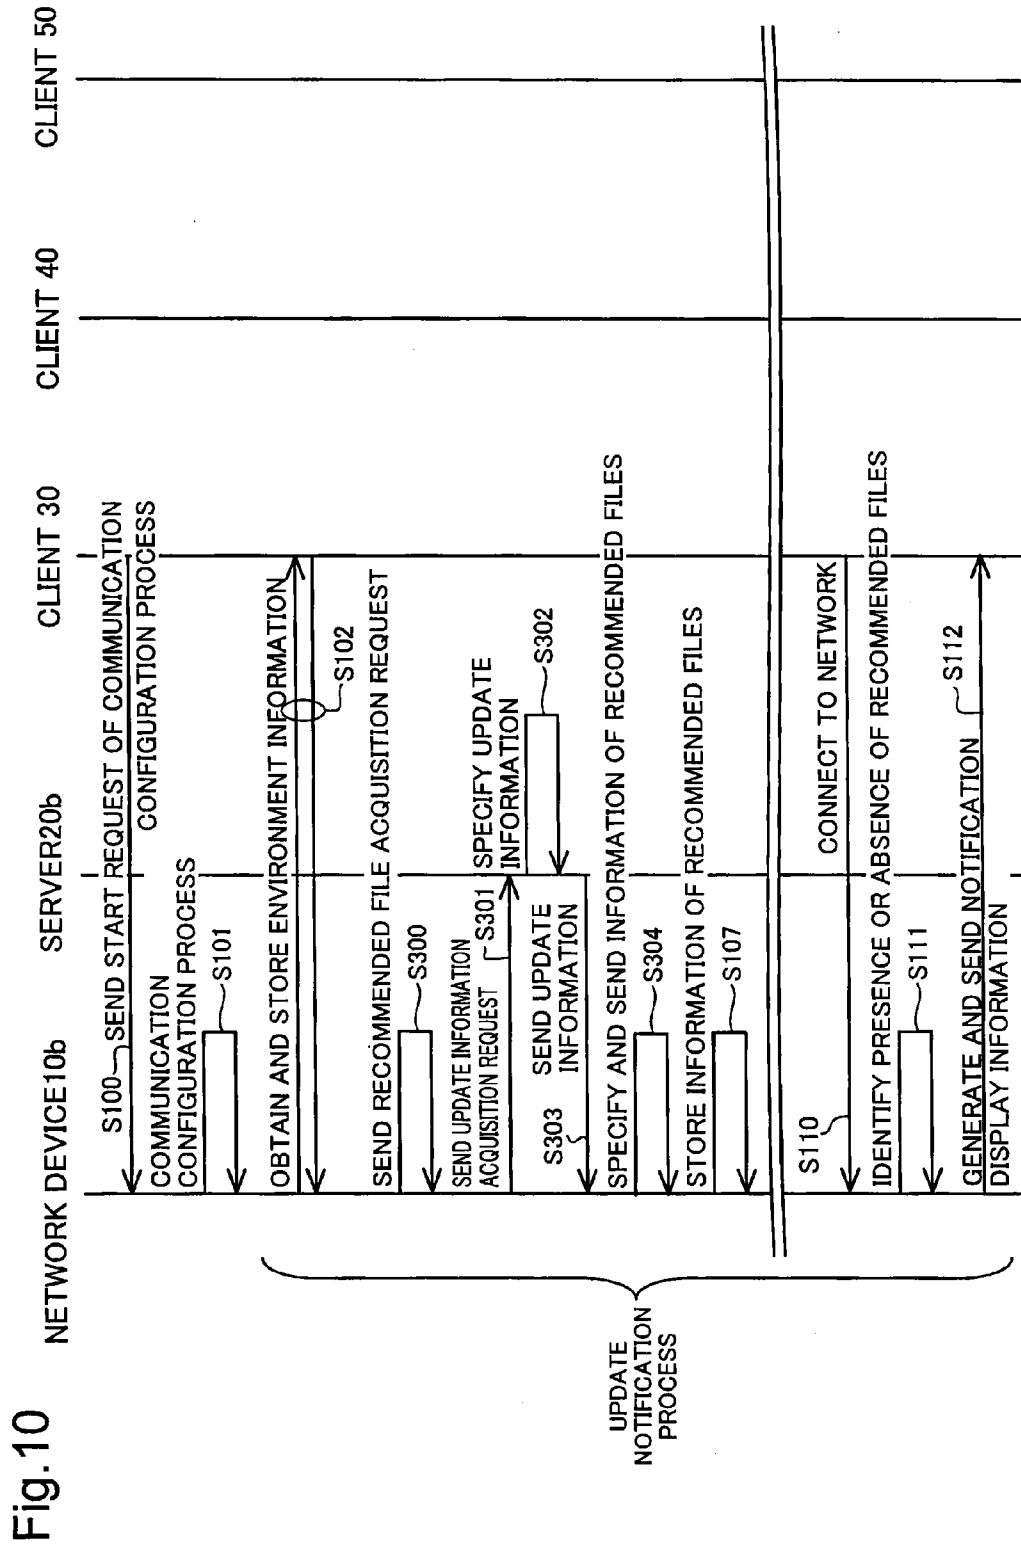 Fig.10
NETWORK DEVICE10b
SERVER20b
CLIENT 30
CLIENT 40
CLIENT 50
S100
SEND START REQUEST OF COMMUNICATION
CONFIGURATION PROCESS
COMMUNICATION
CONFIGURATION PROCESS
S101
OBTAIN AND STORE ENVIRONMENT INFORMATION
S102
SEND RECOMMENDED FILE ACQUISITION REQUEST
S300
SEND UPDATE INFORMATION
ACQUISITION REQUEST
S301
SPECIFY UPDATE
INFORMATION
S302
SEND UPDATE
INFORMATION
S303
SPECIFY AND SEND INFORMATION OF RECOMMENDED FILES
S304
STORE INFORMATION OF RECOMMENDED FILES
S107
CONNECT TO NETWORK
S110
IDENTIFY PRESENCE OR ABSENCE OF RECOMMENDED FILES
S111
GENERATE AND SEND NOTIFICATION
DISPLAY INFORMATION
S112
UPDATE
NOTIFICATION
PROCESS